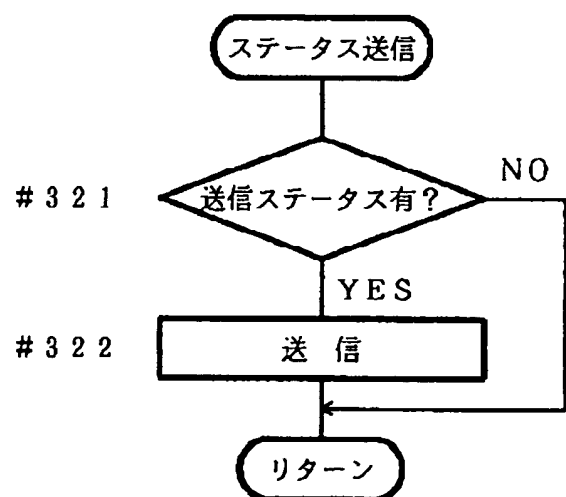 ステータス送信
#321
送信ステータス有?
NO
YES
#322
送 信
リターン